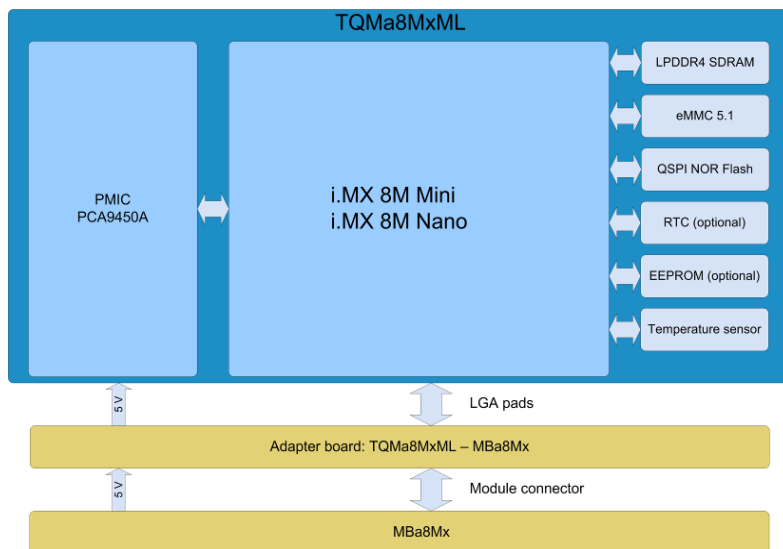 TQMa8MxML
PMIC
PCA9450A
i.MX 8M Mini
i.MX 8M Nano
LPDDR4 SDRAM
eMMC 5.1
QSPI NOR Flash
RTC (optional)
EEPROM (optional)
Temperature sensor
5 V
LGA pads
Adapter board: TQMa8MxML – MBa8Mx
5 V
Module connector
MBa8Mx